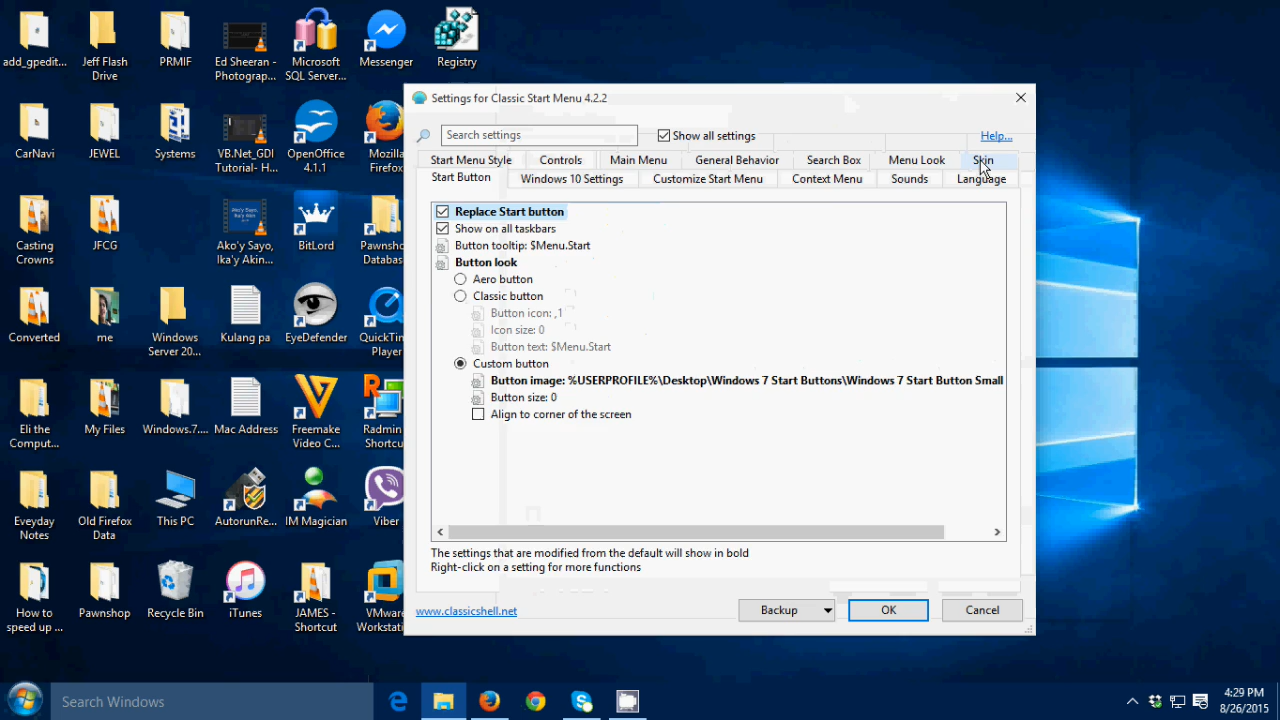 add_gpedit...
Jeff Flash
Drive
PRMIF
Ed Sheeran -
Photograp...
Microsoft
SQL Server...
Messenger
Registry
CarNavi
JEWEL
Systems
VB.Net_GDI
Tutorial- H...
OpenOffice
4.1.1
Mozilla
Firefox
Casting
Crowns
JFCG
Ako'y Sayo,
Ika'y Akin
Ako'y Sayo,
Ika'y Akin...
BitLord
Pawnshop
Database
Converted
me
Windows
Server 20...
Kulang pa
EyeDefender
QuickTime
Player
Eli the
Comput...
My Files
Windows.7....
Mac Address
Freemake
Video C...
Radmin
Shortcut
Eveyday
Notes
Old Firefox
Data
This PC
AutorunRe...
IM Magician
Viber
How to
speed up ...
Pawnshop
Recycle Bin
iTunes
JAMES -
Shortcut
VMware
Workstati
Settings for Classic Start Menu 4.2.2
Search settings
Show all settings
Help...
Start Menu Style
Controls
Main Menu
General Behavior
Search Box
Menu Look
Skin
Start Button
Windows 10 Settings
Customize Start Menu
Context Menu
Sounds
Language
Replace Start button
Show on all taskbars
Button tooltip: $Menu.Start
Button look
Aero button
Classic button
Button icon: ,1
Icon size: 0
Button text: $Menu.Start
Custom button
Button image: %USERPROFILE%\Desktop\Windows 7 Start Buttons\Windows 7 Start Button Small
Button size: 0
Align to corner of the screen
The settings that are modified from the default will show in bold
Right-click on a setting for more functions
www.classicshell.net
Backup
OK
Cancel
Search Windows
4:29 PM
8/26/2015